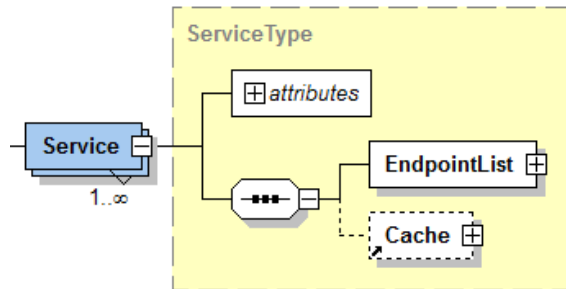 ServiceType
attributes
Service
1..∞
EndpointList
Cache